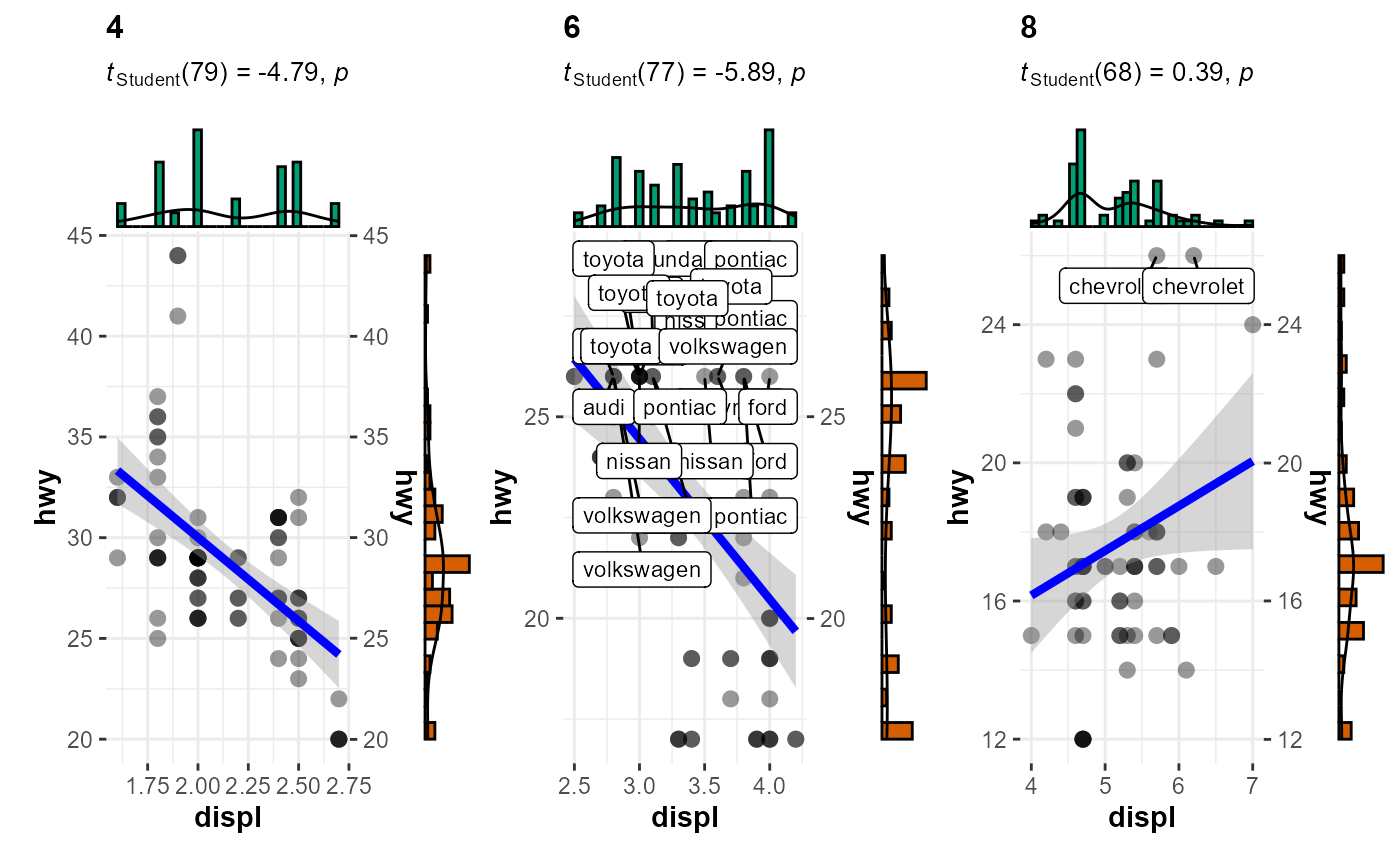 4
t Student(79) = -4.79, p
45
40
35
30
25
20
45
40
35
30
25
20
hwy
hwy
1.75 2.00 2.25 2.50 2.75
displ
6
t Student(77) = -5.89, p
toyota
pontiac
toyota
pontiac
toyota
volkswagen
audi
pontiac
ford
nissan
nissan
volkswagen
pontiac
volkswagen
25
20
25
20
hwy
hwy
2.5 3.0 3.5 4.0
displ
8
t Student(68) = 0.39, p
chevrolet
24
20
16
12
24
20
16
12
hwy
hwy
4 5 6 7
displ